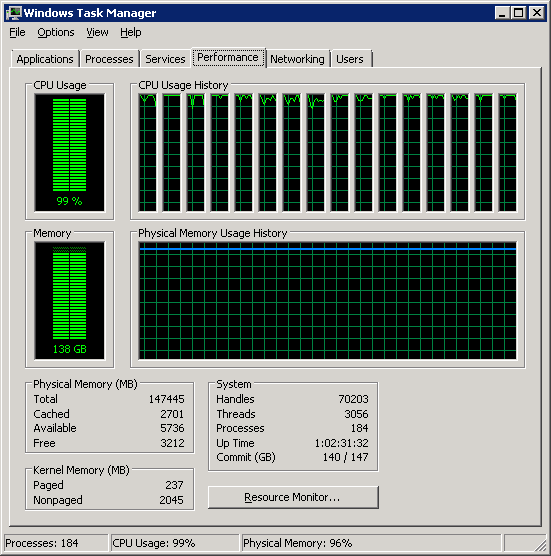 Windows Task Manager
File Options View Help
Applications Processes Services Performance Networking Users
CPU Usage
CPU Usage History
99 %
Memory
Physical Memory Usage History
138 GB
Physical Memory (MB)
Total 147445
Cached 2701
Available 5736
Free 3212
Kernel Memory (MB)
Paged 237
Nonpaged 2045
System
Handles 70203
Threads 3056
Processes 184
Up Time 1:02:31:32
Commit (GB) 140 / 147
Resource Monitor...
Processes: 184 CPU Usage: 99% Physical Memory: 96%